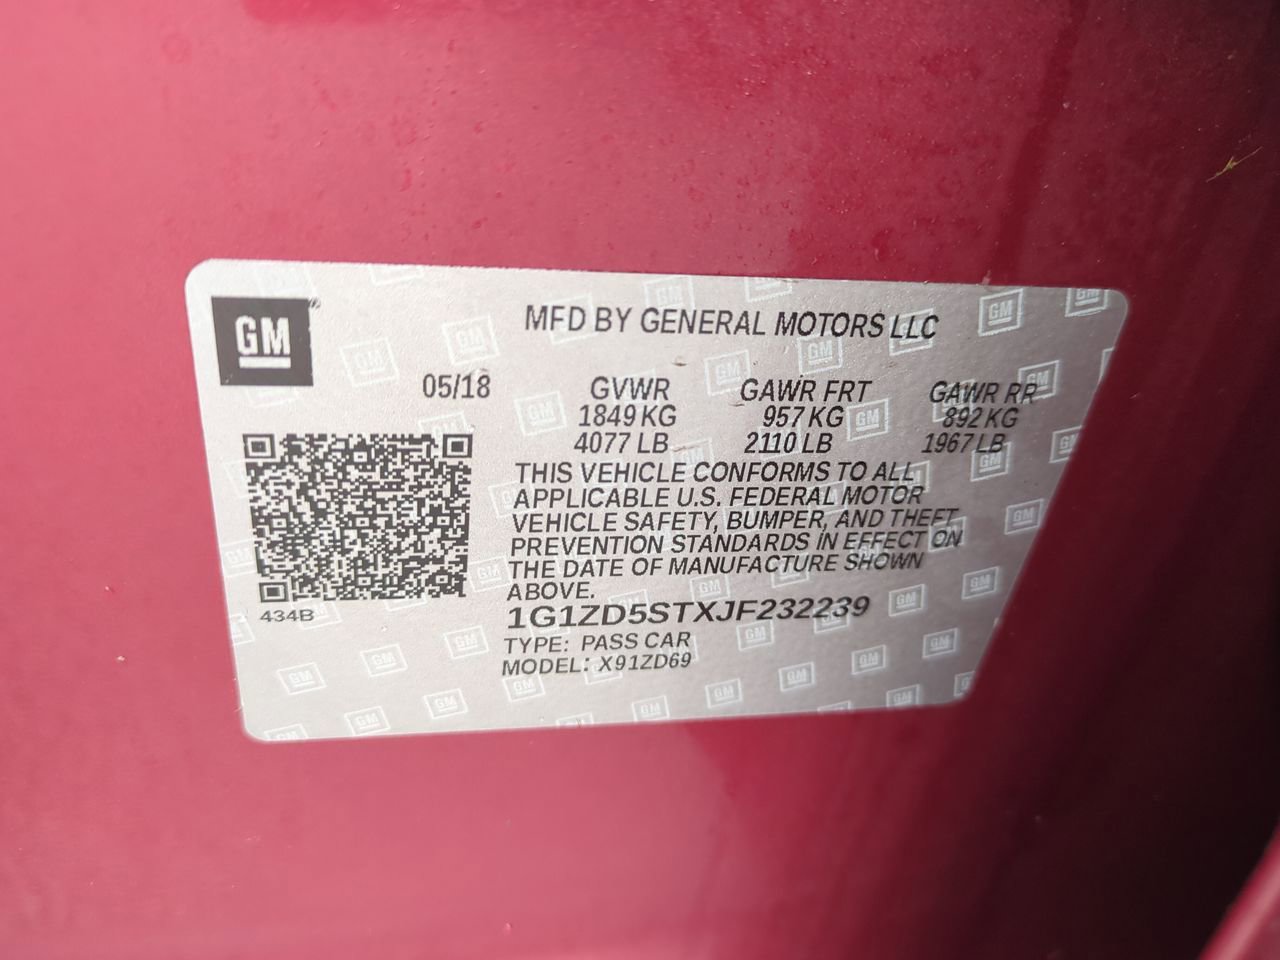 GM
MFD BY GENERAL MOTORS LLC
05/18 GVWR GAWR FRT GAWR RR
1849 KG 957 KG 892 KG
4077 LB 2110 LB 1967 LB
THIS VEHICLE CONFORMS TO ALL
APPLICABLE U.S. FEDERAL MOTOR
VEHICLE SAFETY, BUMPER, AND THEFT
PREVENTION STANDARDS IN EFFECT ON
THE DATE OF MANUFACTURE SHOWN
ABOVE.
434B
1G1ZD5STXJF232239
TYPE: PASS CAR
MODEL: X91ZD69